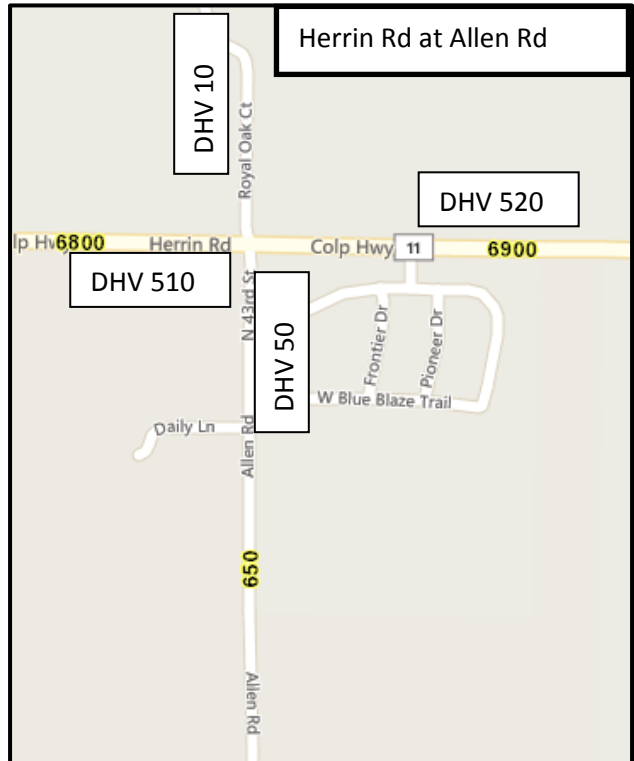 Herrin Rd at Allen Rd
DHV 10
Royal Oak Ct
DHV 520
lp Hwy
6800
Herrin Rd
Colp Hwy
11
6900
DHV 510
N 43rd St
DHV 50
Frontier Dr
Pioneer Dr
W Blue Blaze Trail
Daily Ln
Allen Rd
650
Allen Rd